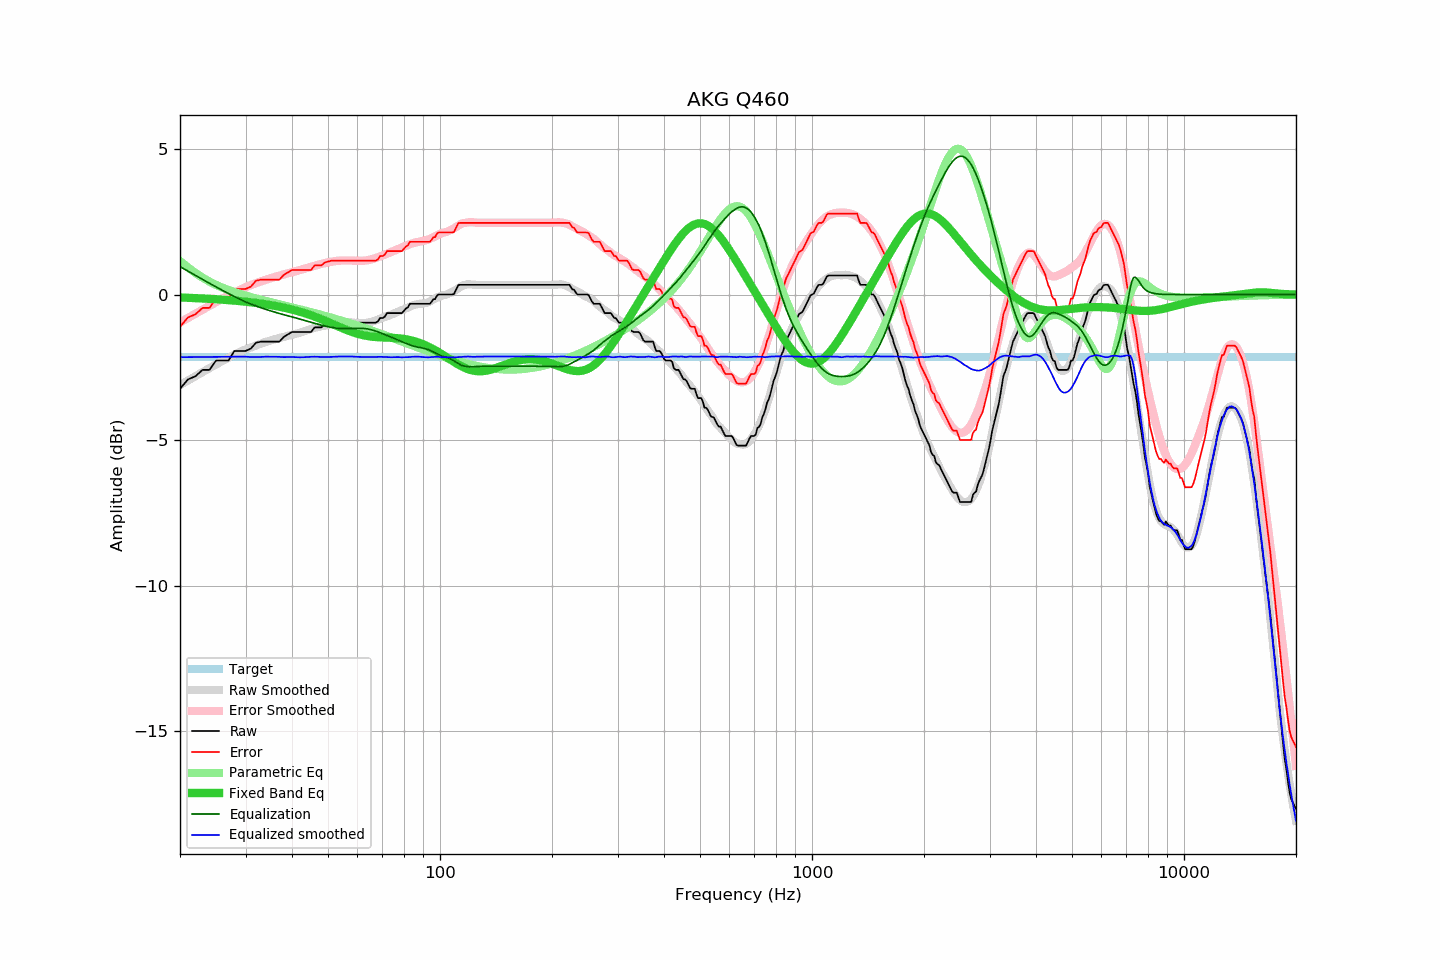 AKG Q460
5
0
−5
−10
−15
Amplitude (dBr)
100
1000
10000
Frequency (Hz)
Target
Raw Smoothed
Error Smoothed
Raw
Error
Parametric Eq
Fixed Band Eq
Equalization
Equalized smoothed